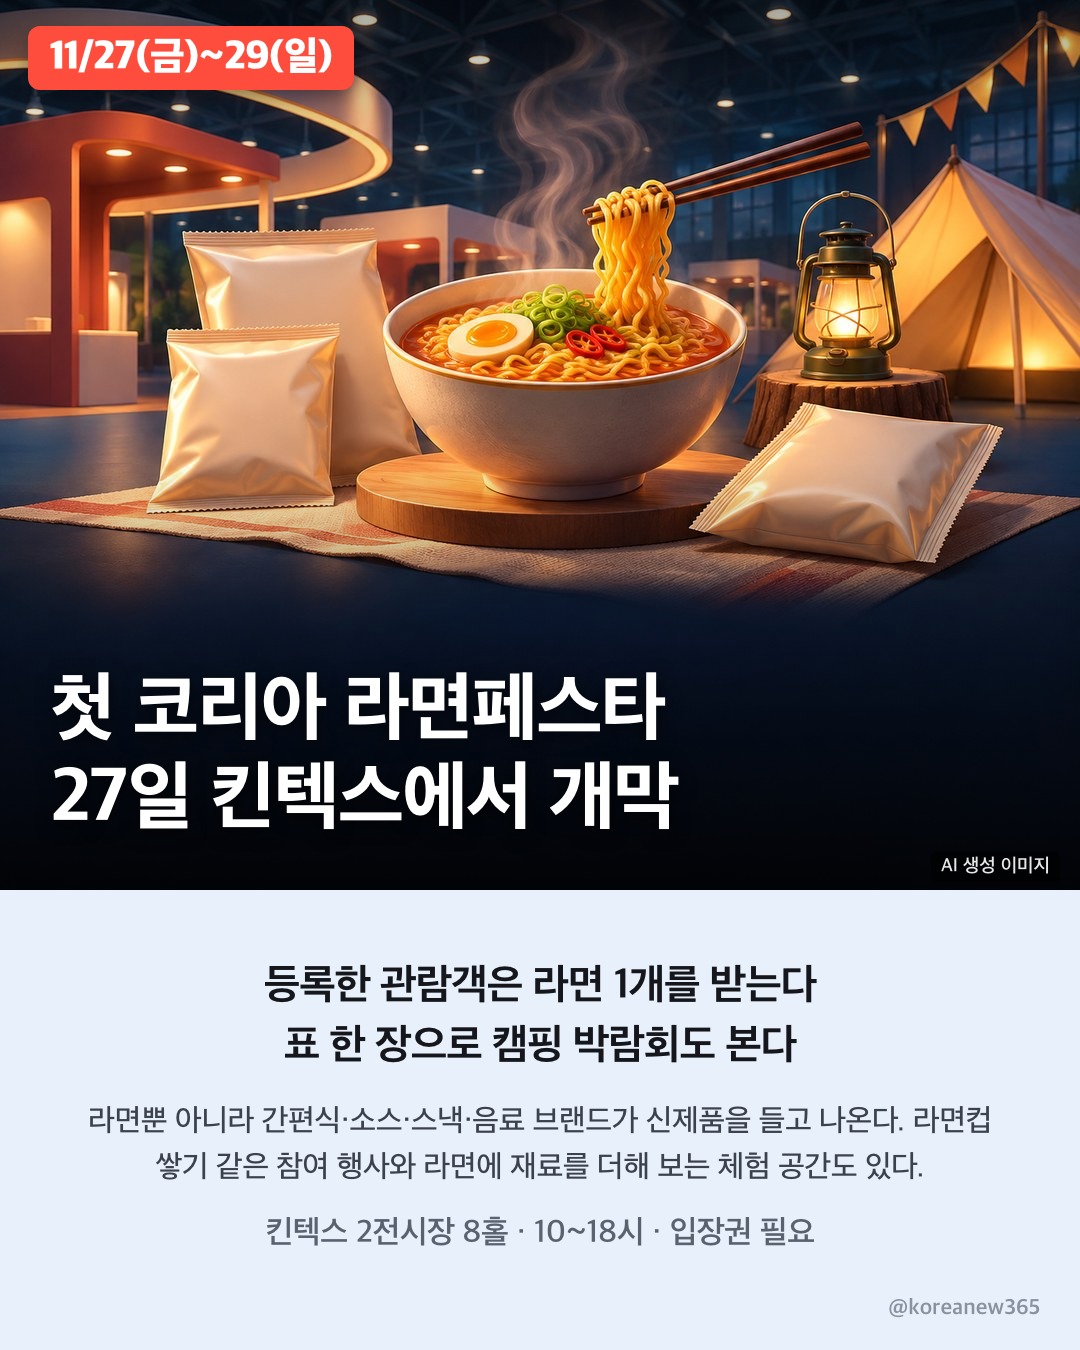 11/27(금)~29(일)
첫 코리아 라면페스타
27일 킨텍스에서 개막
AI 생성 이미지
등록한 관람객은 라면 1개를 받는다
표 한 장으로 캠핑 박람회도 본다
라면뿐 아니라 간편식·소스·스낵·음료 브랜드가 신제품을 들고 나온다. 라면컵
쌓기 같은 참여 행사와 라면에 재료를 더해 보는 체험 공간도 있다.
킨텍스 2전시장 8홀 · 10~18시 · 입장권 필요
@koreanew365